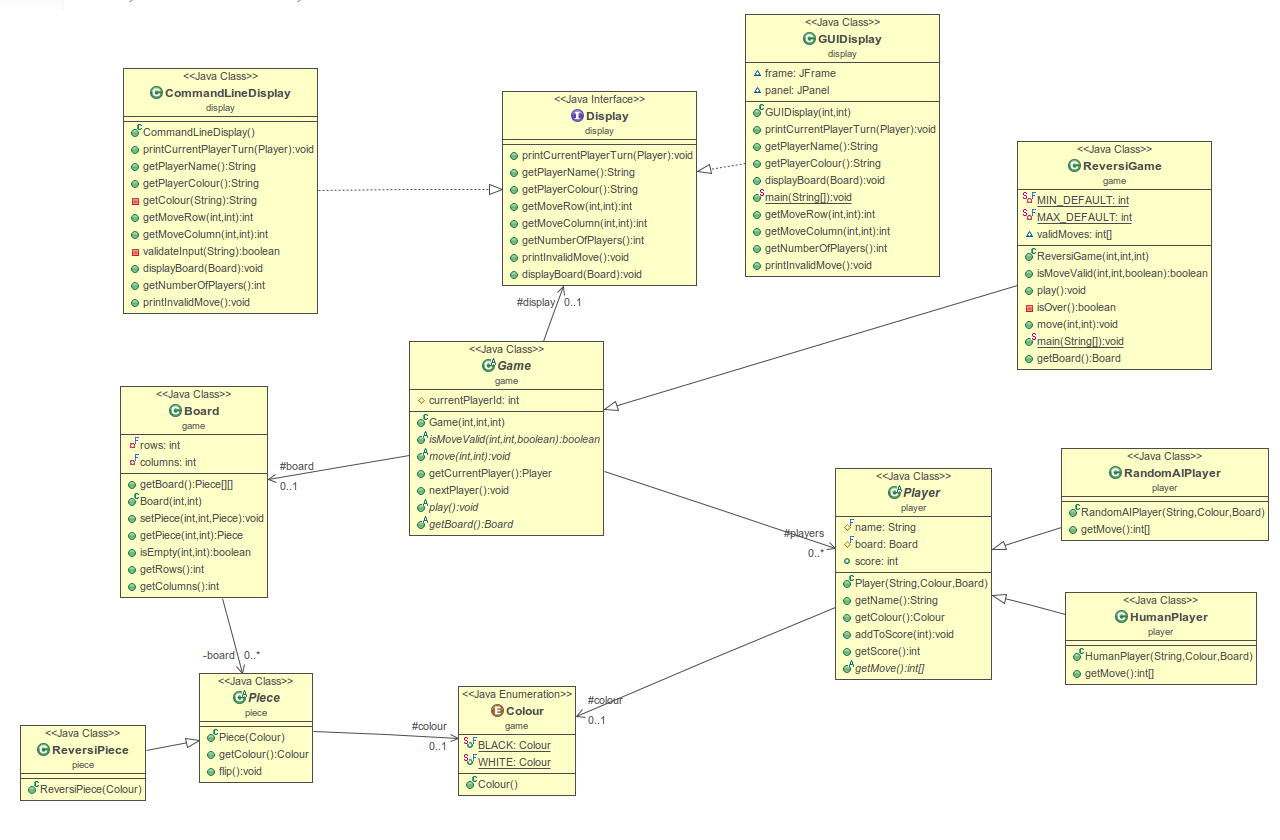 <<Java Class>>
CommandLineDisplay
display
CommandLineDisplay()
printCurrentPlayerTurn(Player):void
getPlayerName():String
getPlayerColour():String
getColour(String):String
getMoveRow(int,int):int
getMoveColumn(int,int):int
validateInput(String):boolean
displayBoard(Board):void
getNumberOfPlayers():int
printInvalidMove():void
<<Java Interface>>
Display
display
printCurrentPlayerTurn(Player):void
getPlayerName():String
getPlayerColour():String
getMoveRow(int,int):int
getMoveColumn(int,int):int
getNumberOfPlayers():int
printInvalidMove():void
displayBoard(Board):void
<<Java Class>>
GUIDisplay
display
frame: JFrame
panel: JPanel
GUIDisplay(int,int)
printCurrentPlayerTurn(Player):void
getPlayerName():String
getPlayerColour():String
displayBoard(Board):void
main(String[]):void
getMoveRow(int,int):int
getMoveColumn(int,int):int
getNumberOfPlayers():int
printInvalidMove():void
<<Java Class>>
ReversiGame
game
MIN_DEFAULT: int
MAX_DEFAULT: int
validMoves: int[]
ReversiGame(int,int,int)
isMoveValid(int,int,boolean):boolean
play():void
isOver():boolean
move(int,int):void
main(String[]):void
getBoard():Board
#display 0..1
<<Java Class>>
Game
game
currentPlayerId: int
Game(int,int,int)
isMoveValid(int,int,boolean):boolean
move(int,int):void
getCurrentPlayer():Player
nextPlayer():void
play():void
getBoard():Board
<<Java Class>>
Board
game
rows: int
columns: int
getBoard():Piece[][]
Board(int,int)
setPiece(int,int,Piece):void
getPiece(int,int):Piece
isEmpty(int,int):boolean
getRows():int
getColumns():int
#board
0..1
#players
0..*
<<Java Class>>
Player
player
name: String
board: Board
score: int
Player(String,Colour,Board)
getName():String
getColour():Colour
addToScore(int):void
getScore():int
getMove():int[]
<<Java Class>>
RandomAIPlayer
player
RandomAIPlayer(String,Colour,Board)
getMove():int[]
<<Java Class>>
HumanPlayer
player
HumanPlayer(String,Colour,Board)
getMove():int[]
-board 0..*
<<Java Class>>
Piece
piece
Piece(Colour)
getColour():Colour
flip():void
<<Java Class>>
ReversiPiece
piece
ReversiPiece(Colour)
#colour
0..1
<<Java Enumeration>>
Colour
game
BLACK: Colour
WHITE: Colour
Colour()
#colour
0..1